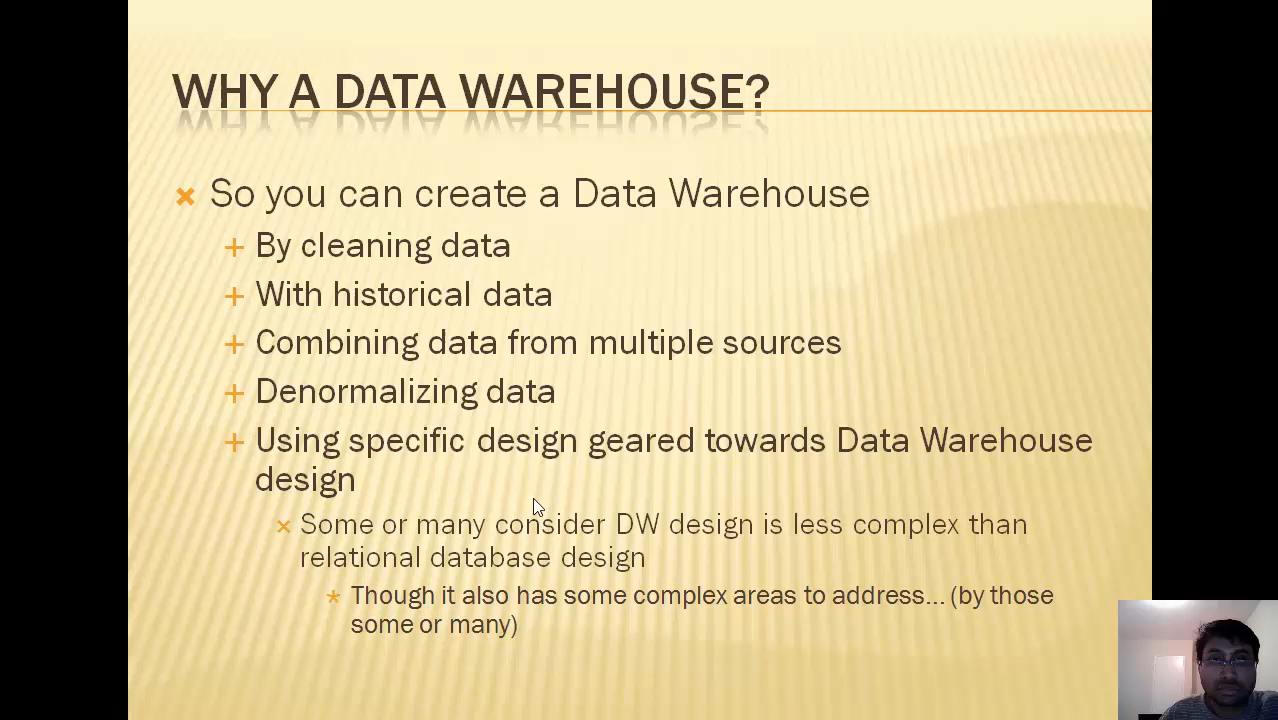 WHY A DATA WAREHOUSE?
So you can create a Data Warehouse
By cleaning data
With historical data
Combining data from multiple sources
Denormalizing data
Using specific design geared towards Data Warehouse
design
Some or many consider DW design is less complex than
relational database design
Though it also has some complex areas to address... (by those
some or many)